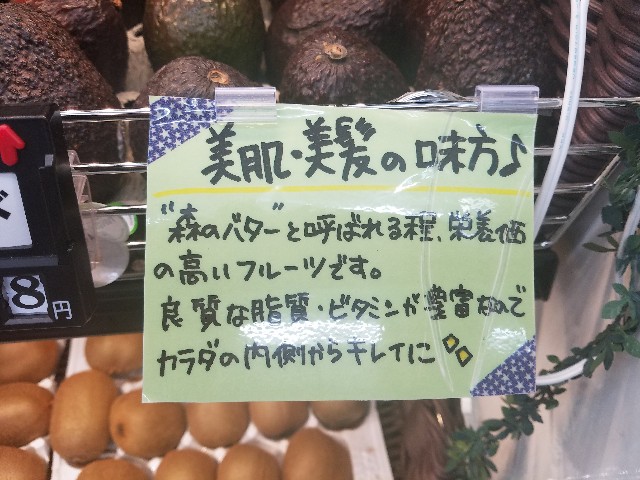 美肌・美髪の味方♪
"森のバター"と呼ばれる程、栄養価
の高いフルーツです。
良質な脂質・ビタミンが豊富なので
カラダの内側からキレイに
8円